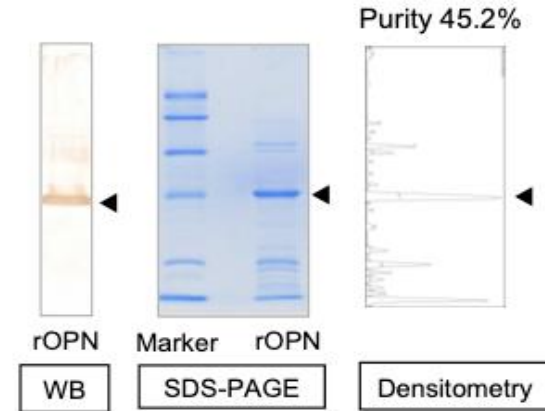 Purity 45.2%
rOPN
Marker rOPN
WB
SDS-PAGE
Densitometry